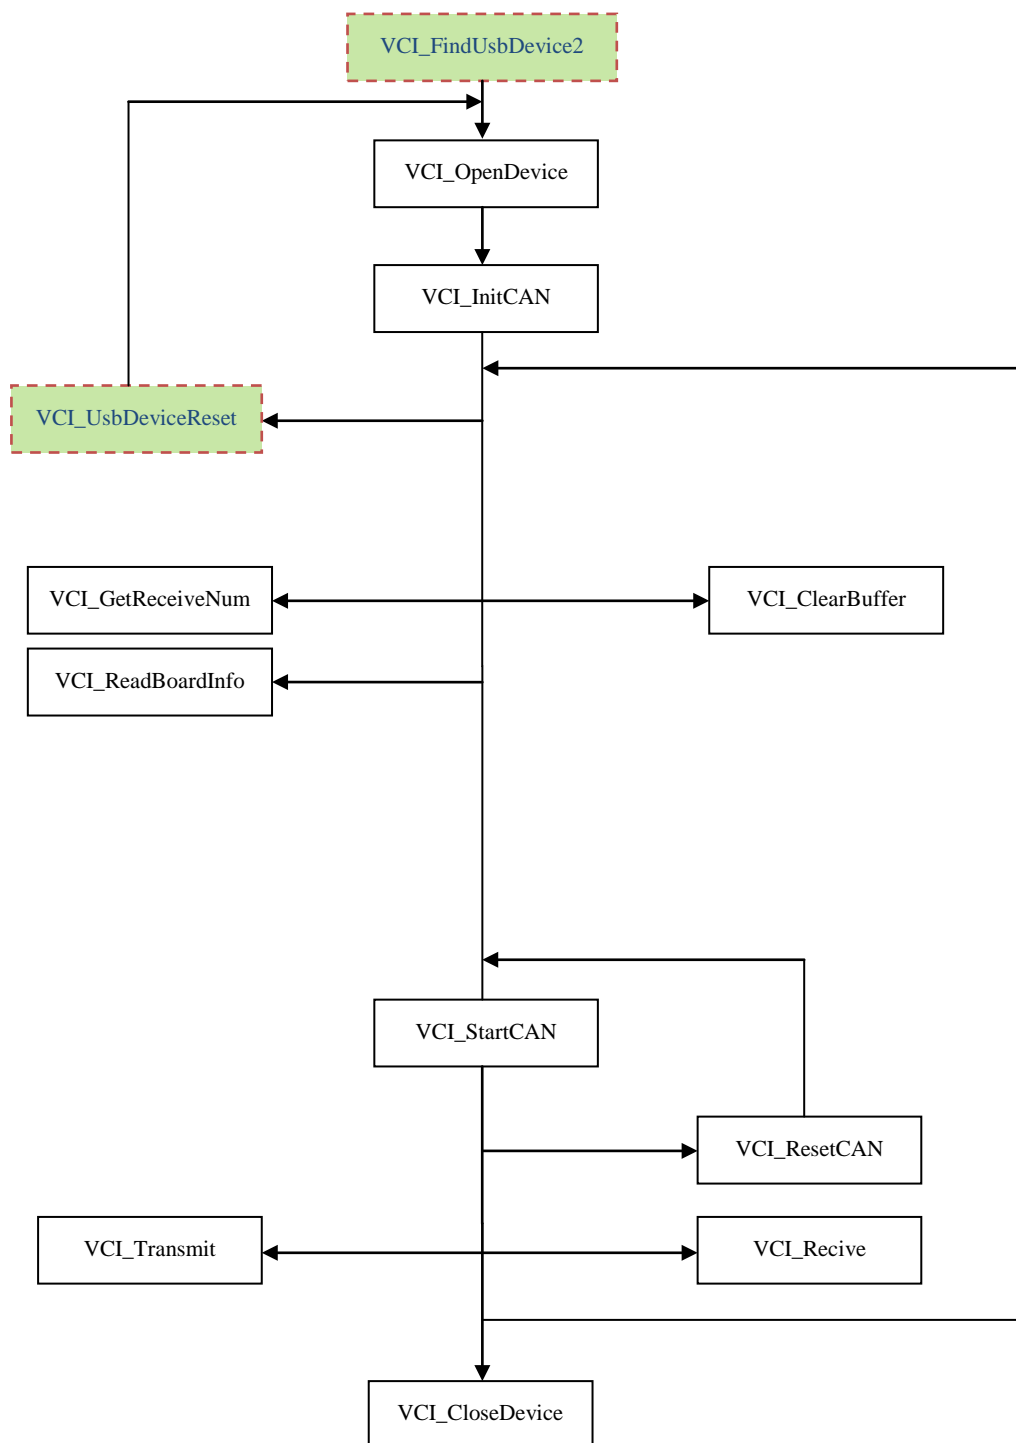 VCI_FindUsbDevice2
VCI_OpenDevice
VCI_InitCAN
VCI_UsbDeviceReset
VCI_GetReceiveNum
VCI_ClearBuffer
VCI_ReadBoardInfo
VCI_StartCAN
VCI_ResetCAN
VCI_Transmit
VCI_Recive
VCI_CloseDevice